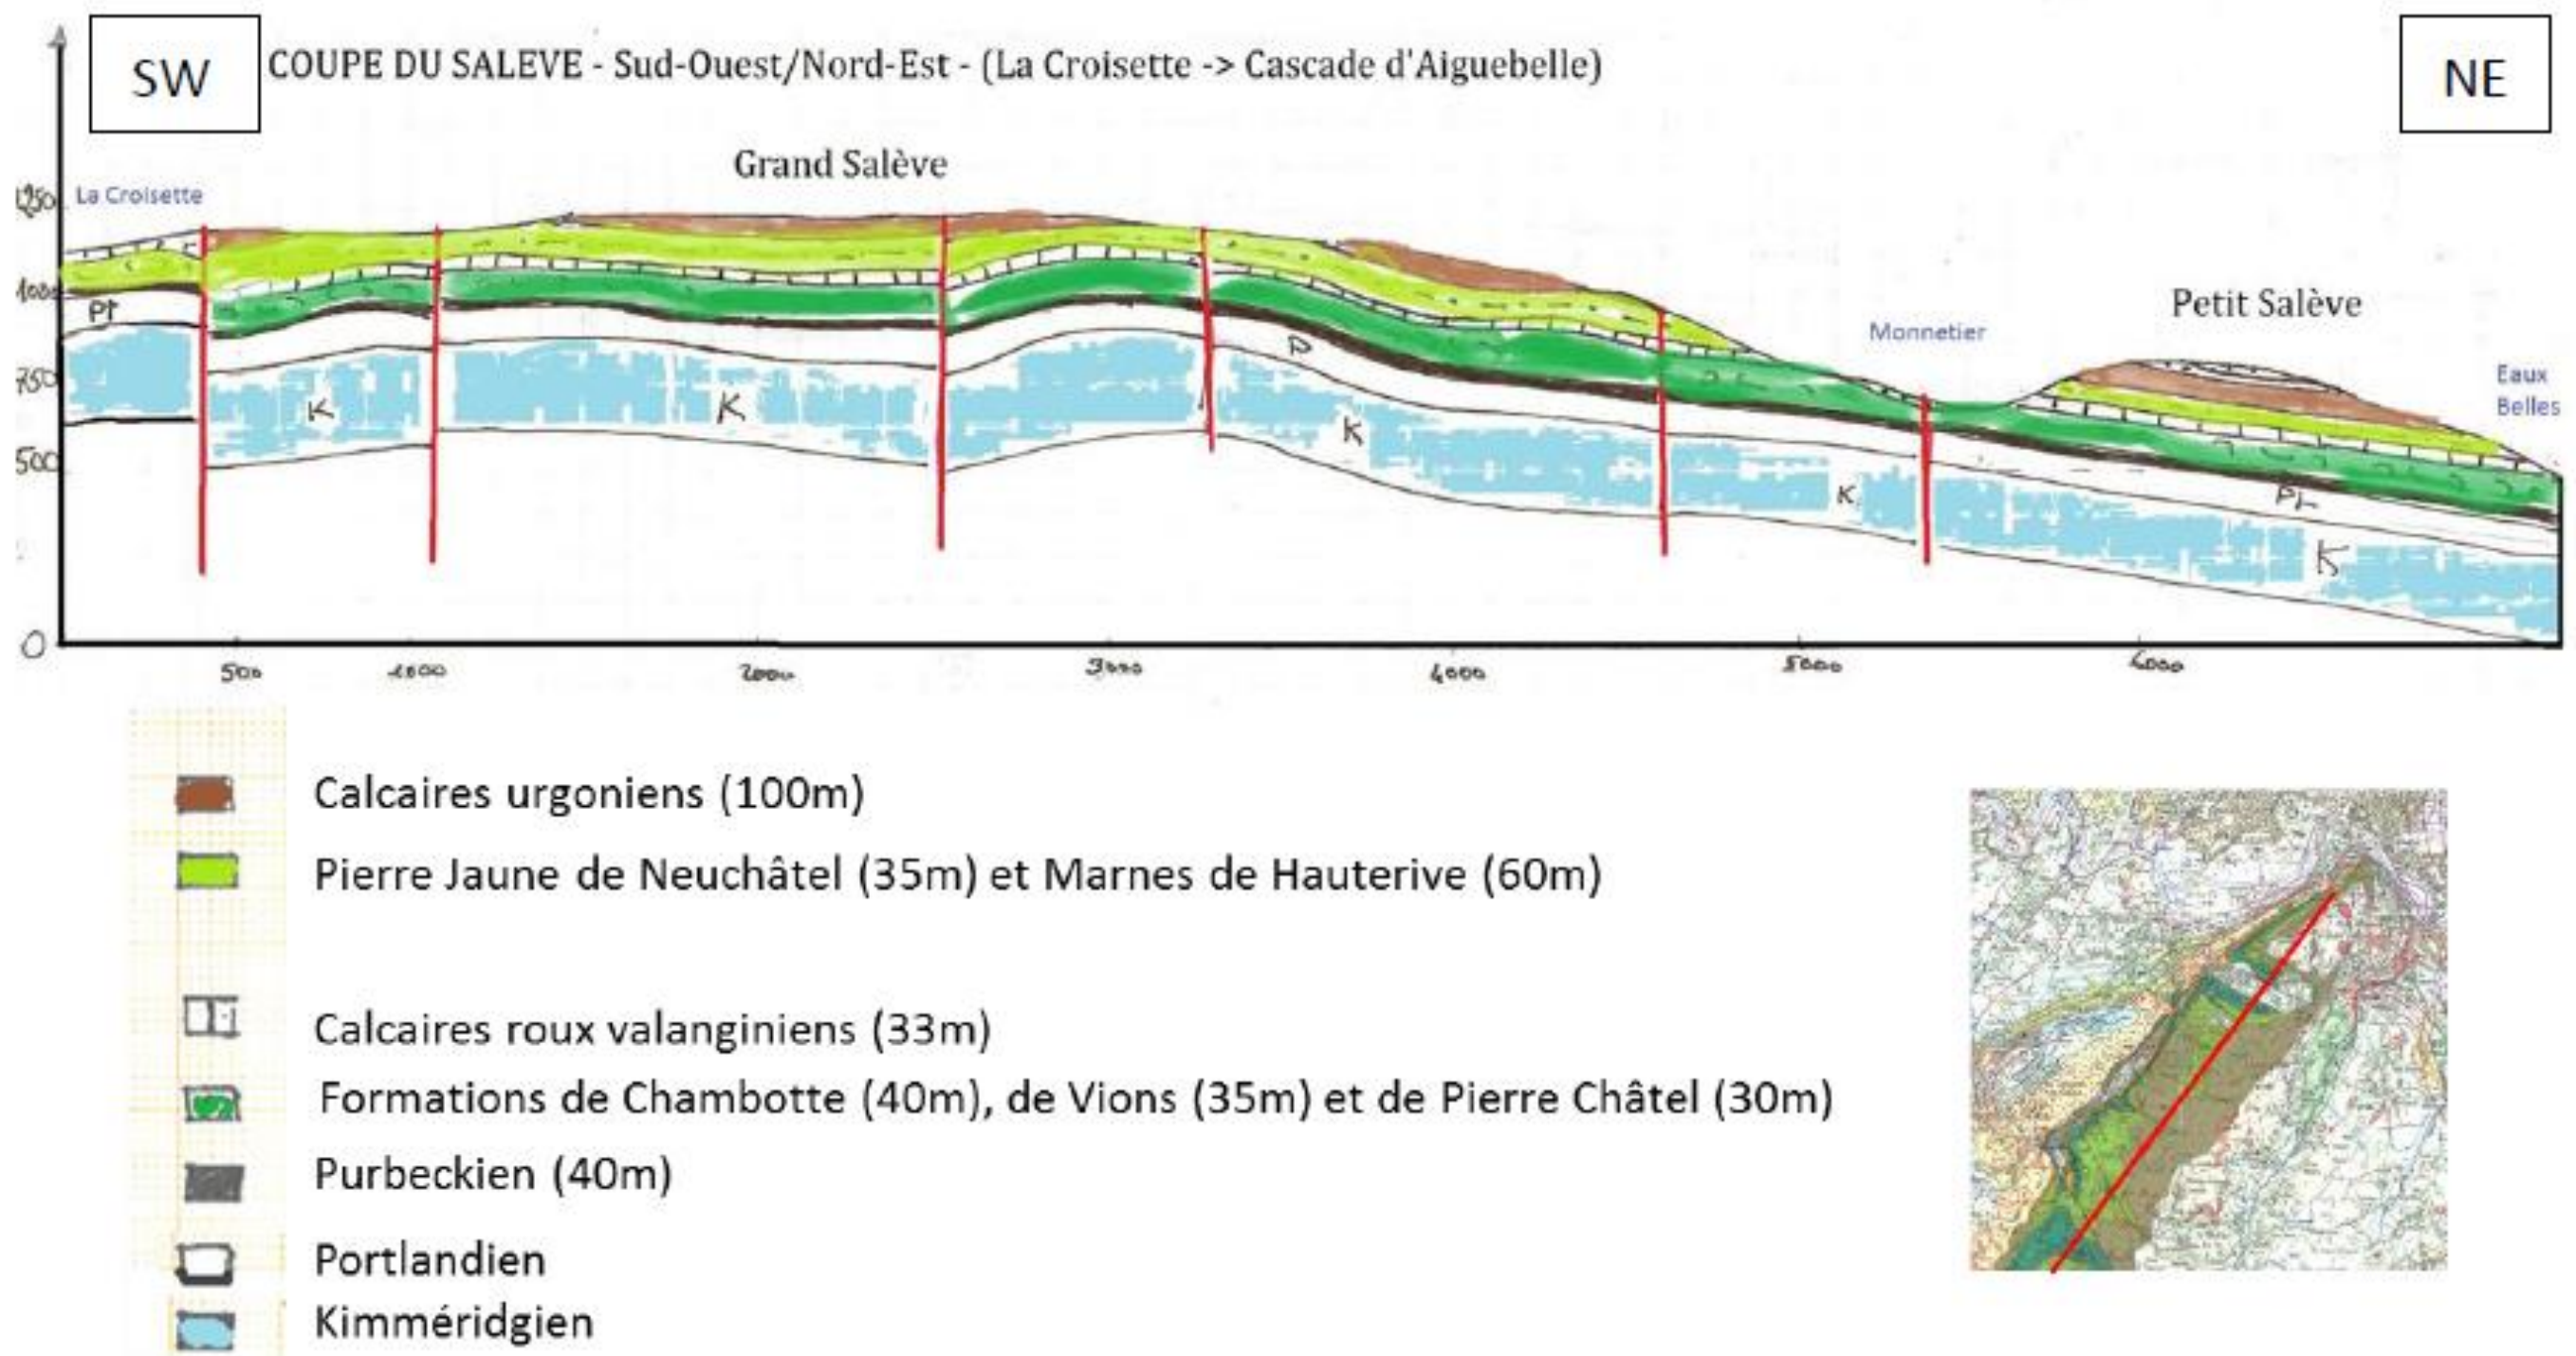 SW
COUPE DU SALEVE - Sud-Ouest/Nord-Est - (La Croisette -> Cascade d'Aiguebelle)
NE
Grand Salève
1250
La Croisette
Petit Salève
Monnetier
Eaux
Belles
1000
Pt
P
750
K
K
K
K
K
500
Pt
0
500
1000
2000
3000
4000
5000
6000
Calcaires urgoniens (100m)
Pierre Jaune de Neuchâtel (35m) et Marnes de Hauterive (60m)
Calcaires roux valanginiens (33m)
Formations de Chambotte (40m), de Vions (35m) et de Pierre Châtel (30m)
Purbeckien (40m)
Portlandien
Kimméridgien